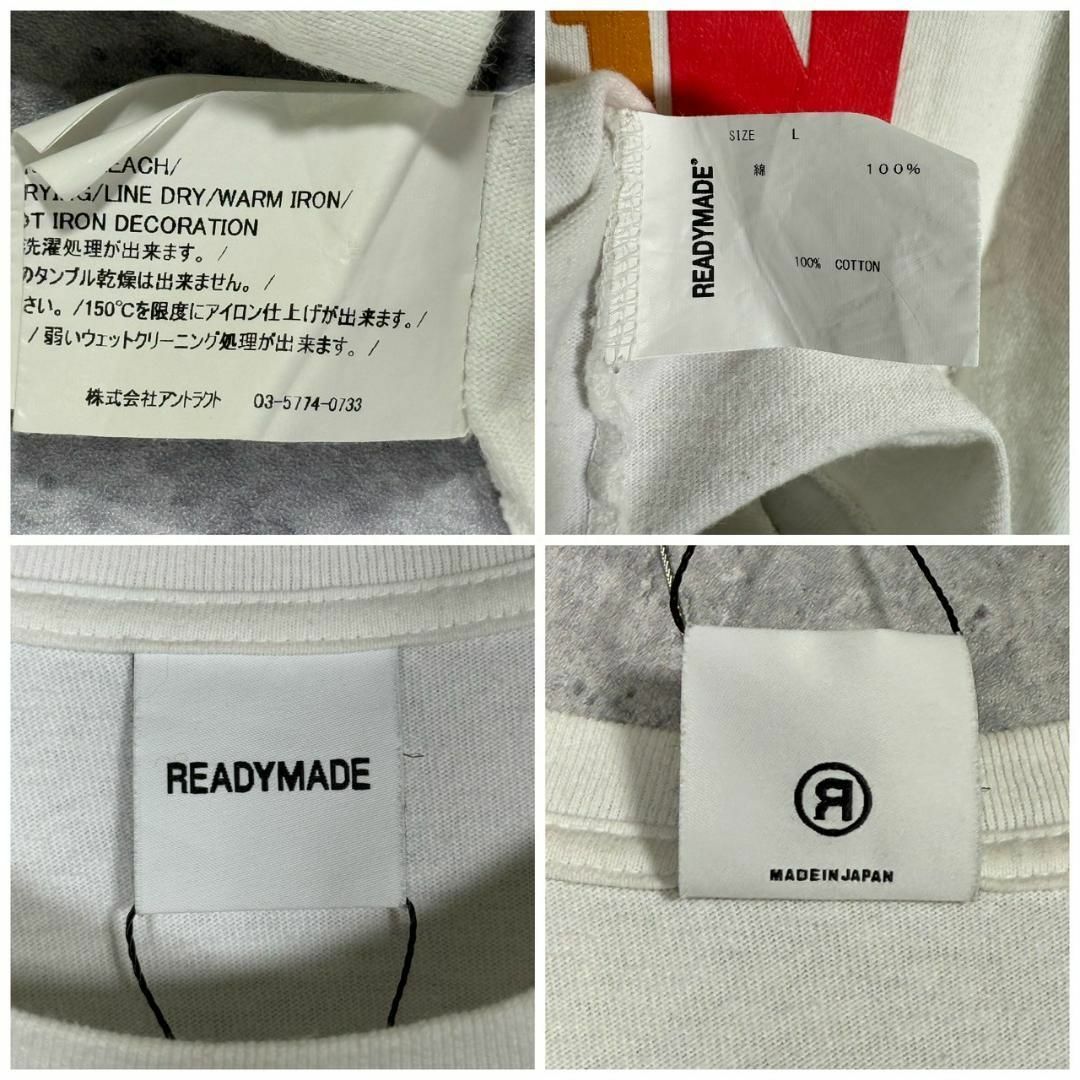 EACH/
RYING/LINE DRY/WARM IRON/
T IRON DECORATION
洗濯処理が出来ます。/
のタンブル乾燥は出来ません。/
さい。/150℃を限度にアイロン仕上げが出来ます。/
/弱いウェットクリーニング処理が出来ます。/
株式会社アントラクト 03-5774-0733
SIZE L
綿 100%
100% COTTON
READYMADE®
READYMADE
R
MADE IN JAPAN